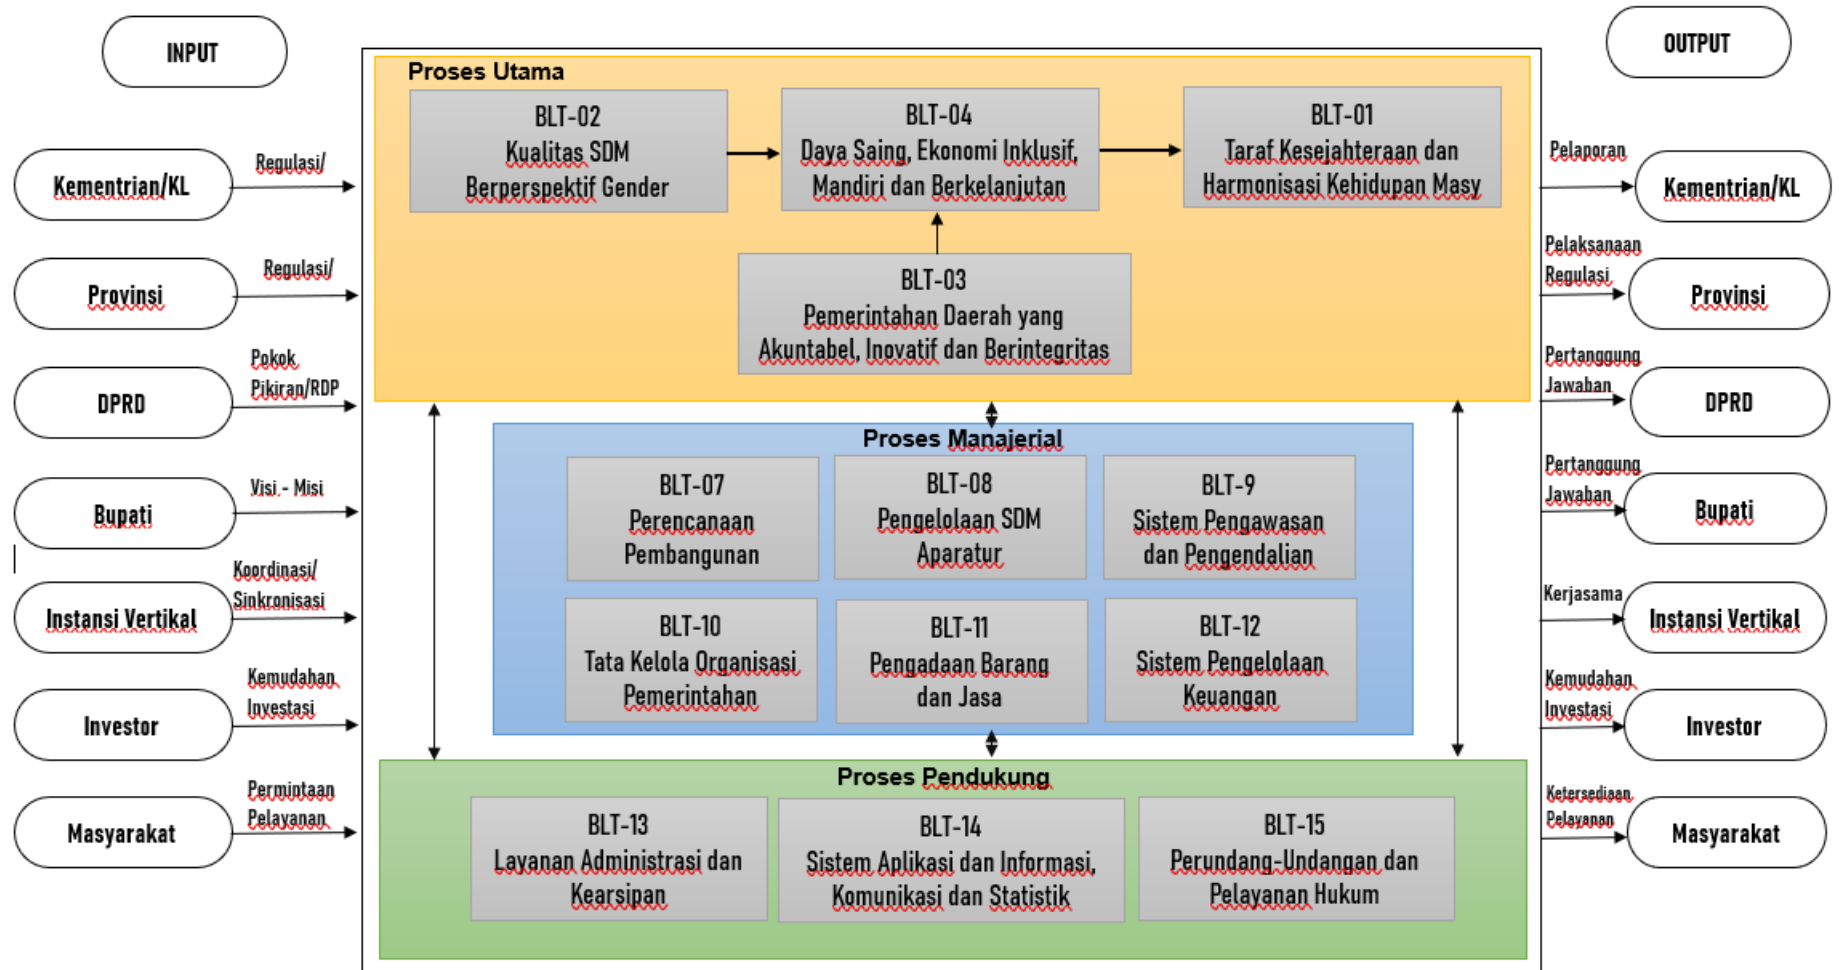 INPUT
OUTPUT
Proses Utama
BLT-02
Kualitas SDM
Berperspektif Gender
BLT-04
Daya Saing, Ekonomi Inklusif,
Mandiri dan Berkelanjutan
BLT-01
Taraf Kesejahteraan dan
Harmonisasi Kehidupan Masy
BLT-03
Pemerintahan Daerah yang
Akuntabel, Inovatif dan Berintegritas
Kementrian/KL
Regulasi/
Provinsi
Regulasi/
DPRD
Pokok
Pikiran/RDP
Bupati
Visi - Misi
Instansi Vertikal
Koordinasi/
Sinkronisasi
Investor
Kemudahan
Investasi
Masyarakat
Permintaan
Pelayanan
Proses Manajerial
BLT-07
Perencanaan
Pembangunan
BLT-08
Pengelolaan SDM
Aparatur
BLT-9
Sistem Pengawasan
dan Pengendalian
BLT-10
Tata Kelola Organisasi
Pemerintahan
BLT-11
Pengadaan Barang
dan Jasa
BLT-12
Sistem Pengelolaan
Keuangan
Proses Pendukung
BLT-13
Layanan Administrasi dan
Kearsipan
BLT-14
Sistem Aplikasi dan Informasi,
Komunikasi dan Statistik
BLT-15
Perundang-Undangan dan
Pelayanan Hukum
Pelaporan
Kementrian/KL
Pelaksanaan
Regulasi
Provinsi
Pertanggung
Jawaban
DPRD
Pertanggung
Jawaban
Bupati
Kerjasama
Instansi Vertikal
Kemudahan
Investasi
Investor
Ketersediaan
Pelayanan
Masyarakat